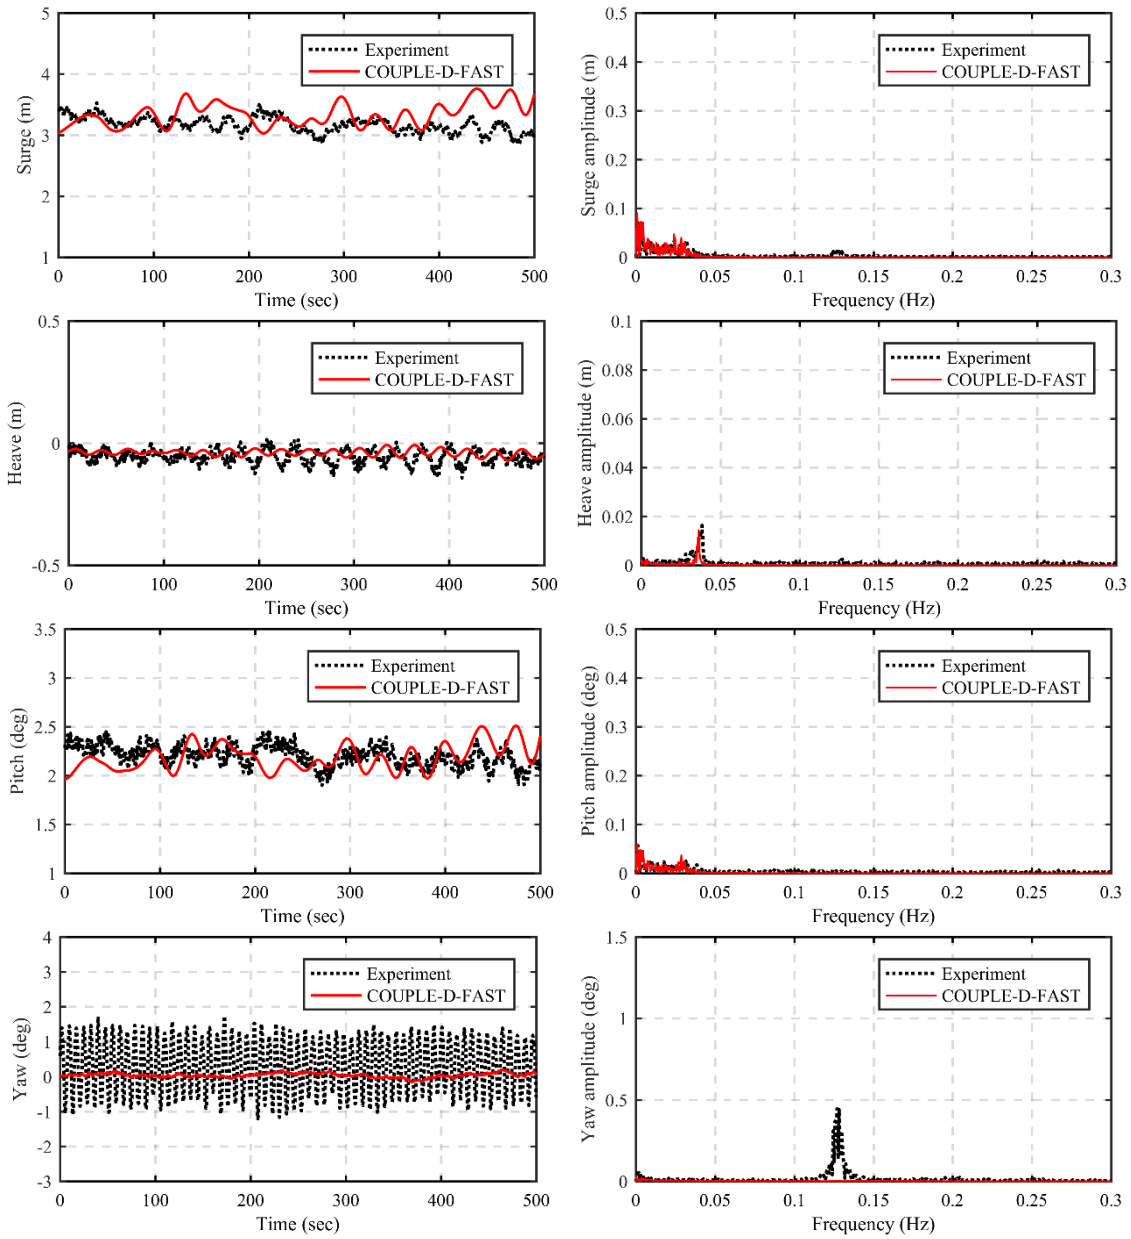 5
4
3
2
1
Surge (m)
Experiment
COUPLE-D-FAST
0 100 200 300 400 500
Time (sec)
0.5
0.4
0.3
0.2
0.1
0
Surge amplitude (m)
Experiment
COUPLE-D-FAST
0 0.05 0.1 0.15 0.2 0.25 0.3
Frequency (Hz)
0.5
0
-0.5
Heave (m)
Experiment
COUPLE-D-FAST
0 100 200 300 400 500
Time (sec)
0.1
0.08
0.06
0.04
0.02
0
Heave amplitude (m)
Experiment
COUPLE-D-FAST
0 0.05 0.1 0.15 0.2 0.25 0.3
Frequency (Hz)
3.5
3
2.5
2
1.5
1
Pitch (deg)
Experiment
COUPLE-D-FAST
0 100 200 300 400 500
Time (sec)
0.5
0.4
0.3
0.2
0.1
0
Pitch amplitude (deg)
Experiment
COUPLE-D-FAST
0 0.05 0.1 0.15 0.2 0.25 0.3
Frequency (Hz)
4
3
2
1
0
-1
-2
-3
Yaw (deg)
Experiment
COUPLE-D-FAST
0 100 200 300 400 500
Time (sec)
1.5
1
0.5
0
Yaw amplitude (deg)
Experiment
COUPLE-D-FAST
0 0.05 0.1 0.15 0.2 0.25 0.3
Frequency (Hz)